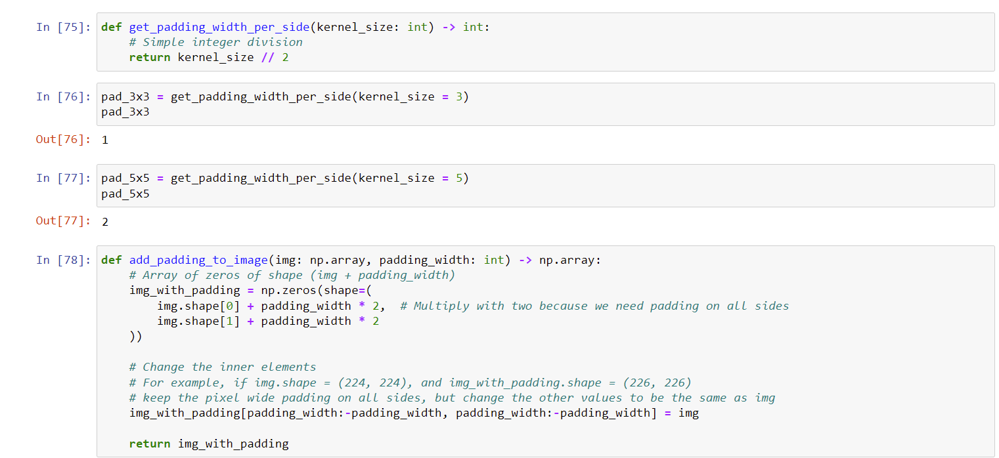 In [75]: def get_padding_width_per_side(kernel_size: int) -> int:
    # Simple integer division
    return kernel_size // 2
In [76]: pad_3x3 = get_padding_width_per_side(kernel_size = 3)
pad_3x3
Out[76]: 1
In [77]: pad_5x5 = get_padding_width_per_side(kernel_size = 5)
pad_5x5
Out[77]: 2
In [78]: def add_padding_to_image(img: np.array, padding_width: int) -> np.array:
    # Array of zeros of shape (img + padding_width)
    img_with_padding = np.zeros(shape=(
        img.shape[0] + padding_width * 2,  # Multiply with two because we need padding on all sides
        img.shape[1] + padding_width * 2
    ))
    # Change the inner elements
    # For example, if img.shape = (224, 224), and img_with_padding.shape = (226, 226)
    # keep the pixel wide padding on all sides, but change the other values to be the same as img
    img_with_padding[padding_width:-padding_width, padding_width:-padding_width] = img
    return img_with_padding